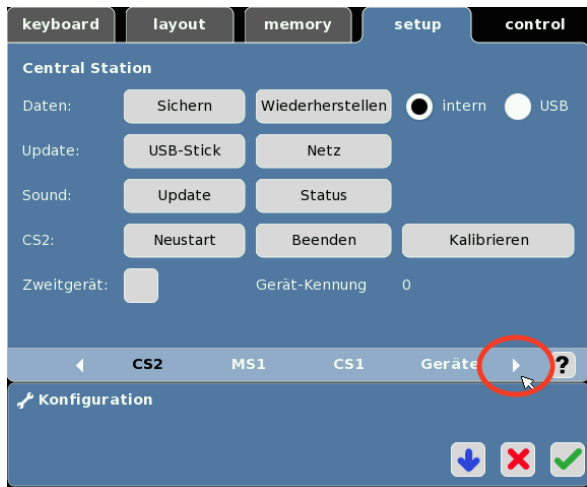 keyboard layout memory setup control
Central Station
Daten: Sichern Wiederherstellen intern USB
Update: USB-Stick Netz
Sound: Update Status
CS2: Neustart Beenden Kalibrieren
Zweitgerät: Gerät-Kennung 0
CS2 MS1 CS1 Geräte ?
Konfiguration